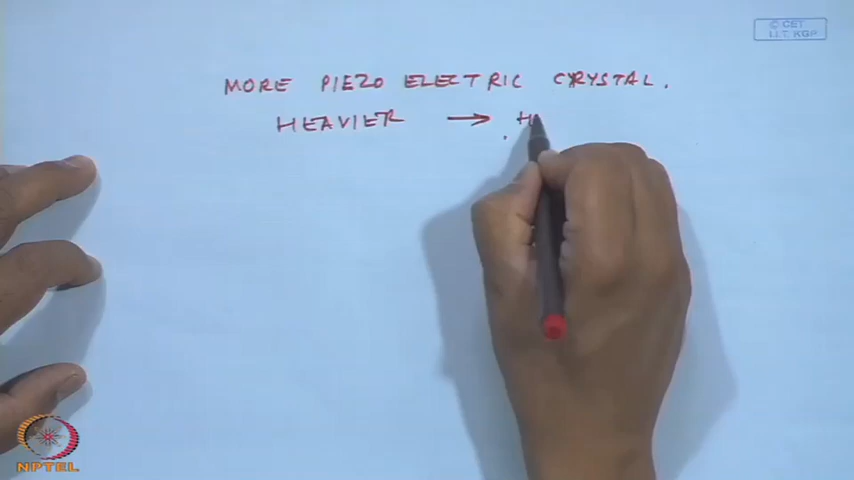 © CET
I.I.T. KGP
MORE PIEZO ELECTRIC CRYSTAL.
HEAVIER → H
NPTEL